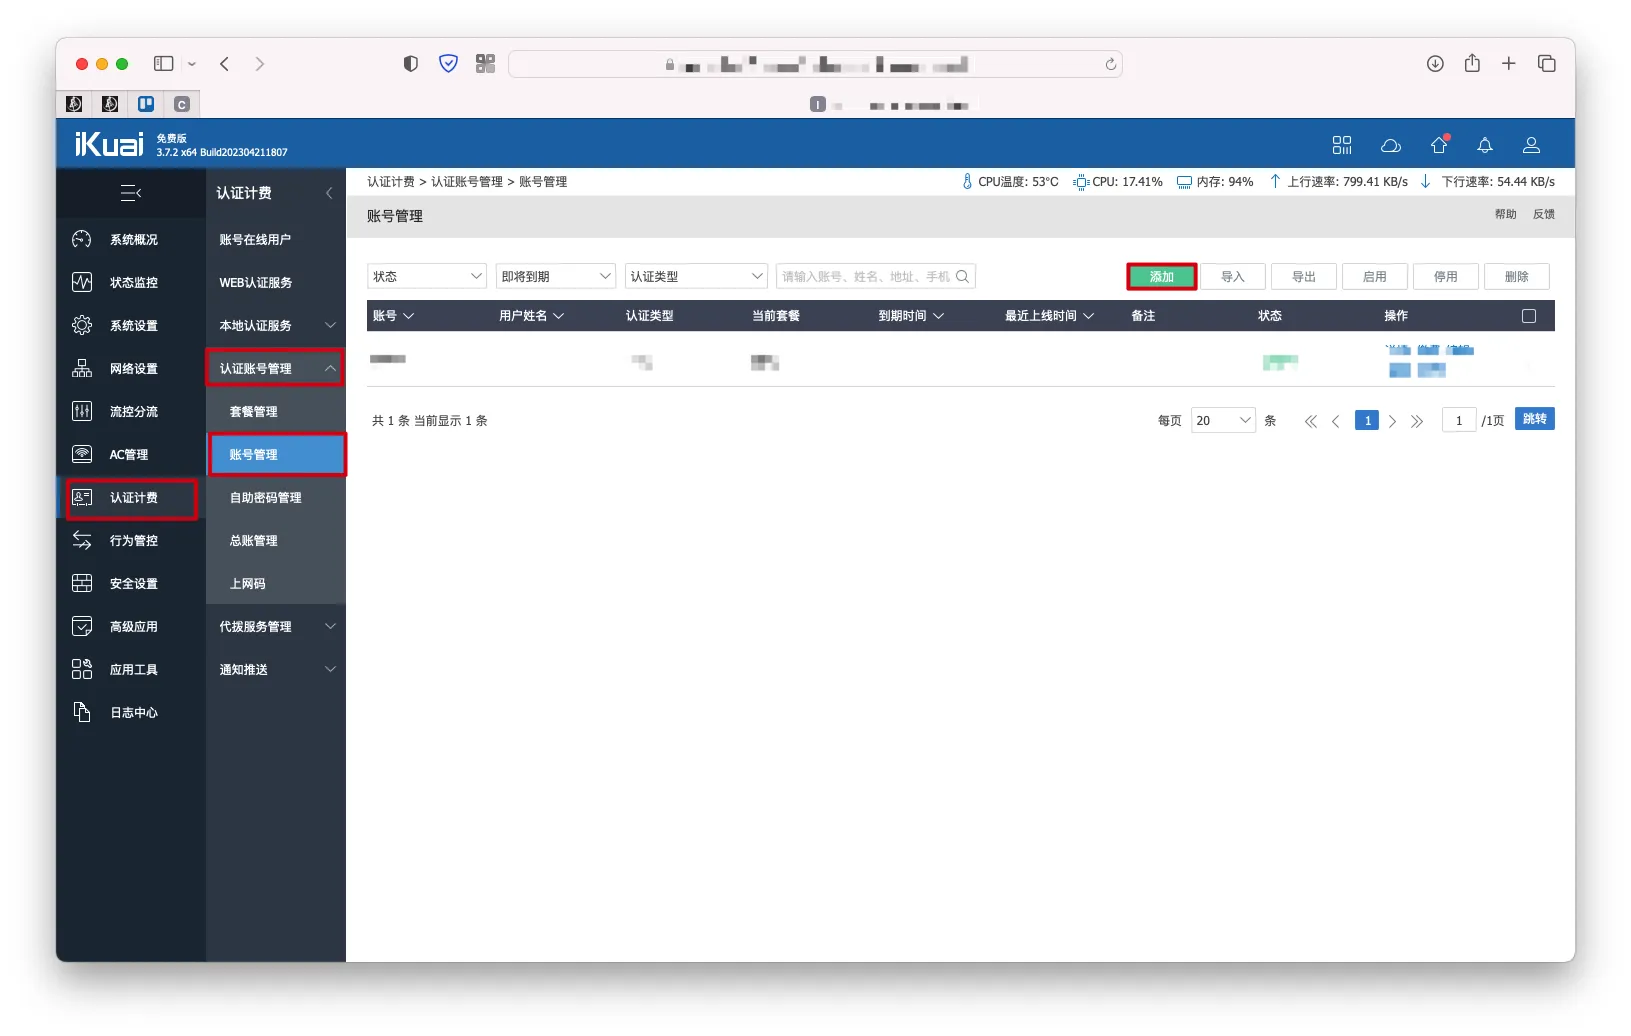 C
I
iKuai 免费版
3.7.2 x64 Build202304211807
认证计费
系统概况
状态监控
系统设置
网络设置
流控分流
AC管理
认证计费
行为管控
安全设置
高级应用
应用工具
日志中心
账号在线用户
WEB认证服务
本地认证服务
认证账号管理
套餐管理
账号管理
自助密码管理
总账管理
上网码
代拨服务管理
通知推送
认证计费 > 认证账号管理 > 账号管理
CPU温度: 53°C CPU: 17.41% 内存: 94% 上行速率: 799.41 KB/s 下行速率: 54.44 KB/s
账号管理
帮助 反馈
状态 即将到期 认证类型 请输入账号、姓名、地址、手机 添加 导入 导出 启用 停用 删除
账号 用户姓名 认证类型 当前套餐 到期时间 最近上线时间 备注 状态 操作
共 1 条 当前显示 1 条
每页 20 条 1 1 /1页 跳转